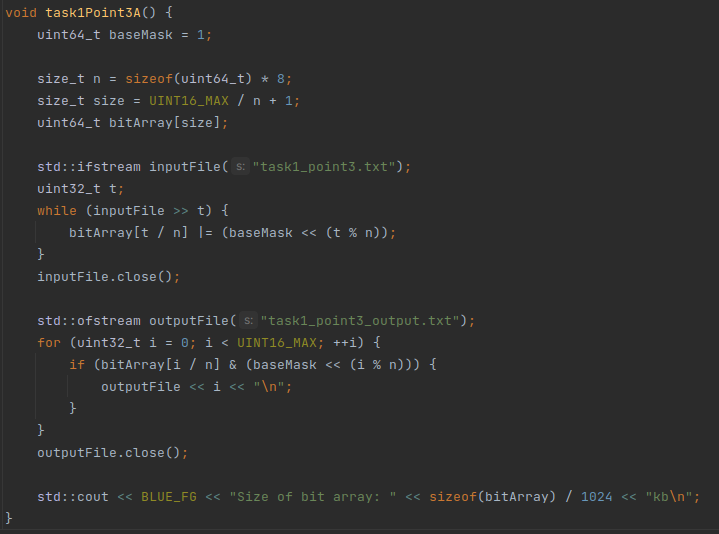 void task1Point3A() {
    uint64_t baseMask = 1;

    size_t n = sizeof(uint64_t) * 8;
    size_t size = UINT16_MAX / n + 1;
    uint64_t bitArray[size];

    std::ifstream inputFile( s: "task1_point3.txt");
    uint32_t t;
    while (inputFile >> t) {
        bitArray[t / n] |= (baseMask << (t % n));
    }
    inputFile.close();

    std::ofstream outputFile( s: "task1_point3_output.txt");
    for (uint32_t i = 0; i < UINT16_MAX; ++i) {
        if (bitArray[i / n] & (baseMask << (i % n))) {
            outputFile << i << "\n";
        }
    }
    outputFile.close();

    std::cout << BLUE_FG << "Size of bit array: " << sizeof(bitArray) / 1024 << "kb\n";
}